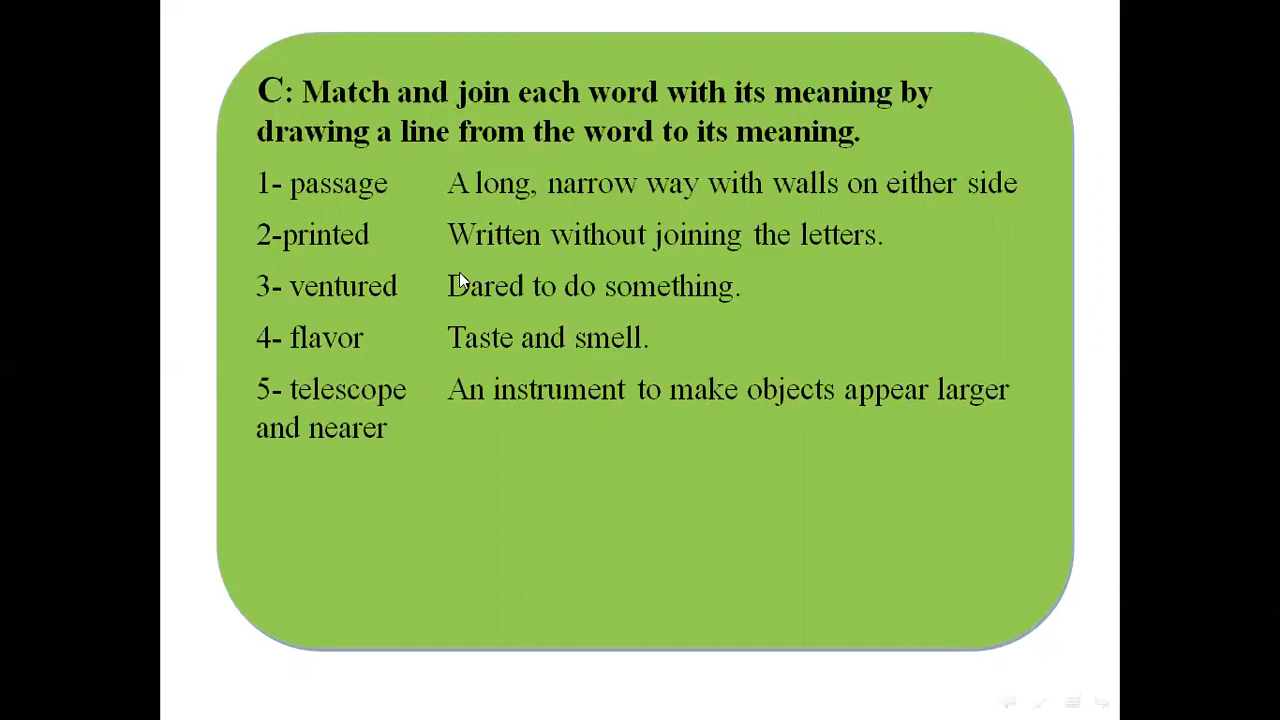 C: Match and join each word with its meaning by
drawing a line from the word to its meaning.
1- passage A long, narrow way with walls on either side
2-printed Written without joining the letters.
3- ventured Dared to do something.
4- flavor Taste and smell.
5- telescope An instrument to make objects appear larger
and nearer